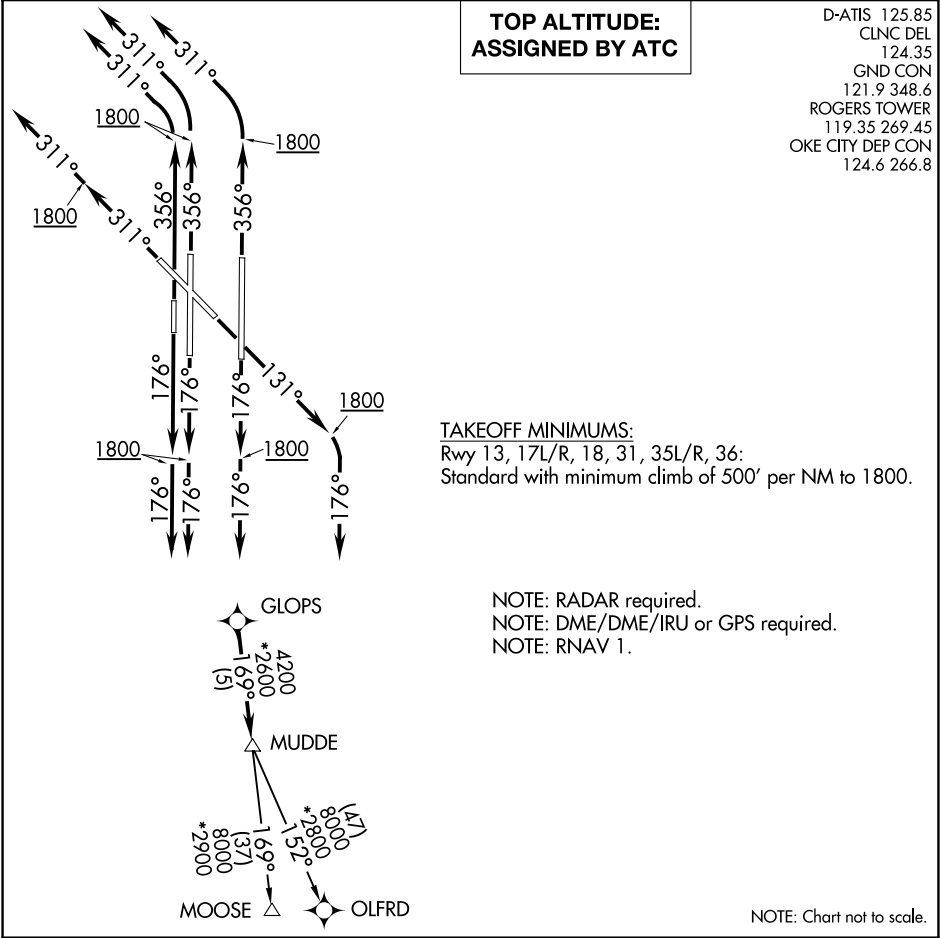 TOP ALTITUDE:
ASSIGNED BY ATC
D-ATIS 125.85
CLNC DEL
124.35
GND CON
121.9 348.6
ROGERS TOWER
119.35 269.45
OKE CITY DEP CON
124.6 266.8
311°
311°
311°
1800
1800
311°
1800
311°
356°
356°
356°
176°
176°
176°
131°
1800
1800
1800
176°
176°
176°
176°
TAKEOFF MINIMUMS:
Rwy 13, 17L/R, 18, 31, 35L/R, 36:
Standard with minimum climb of 500' per NM to 1800.
NOTE: RADAR required.
NOTE: DME/DME/IRU or GPS required.
NOTE: RNAV 1.
GLOPS
4200
*2600
169°
(5)
MUDDE
(47)
8000
*2800
152°
169°
(37)
8000
*2900
MOOSE
OLFRD
NOTE: Chart not to scale.